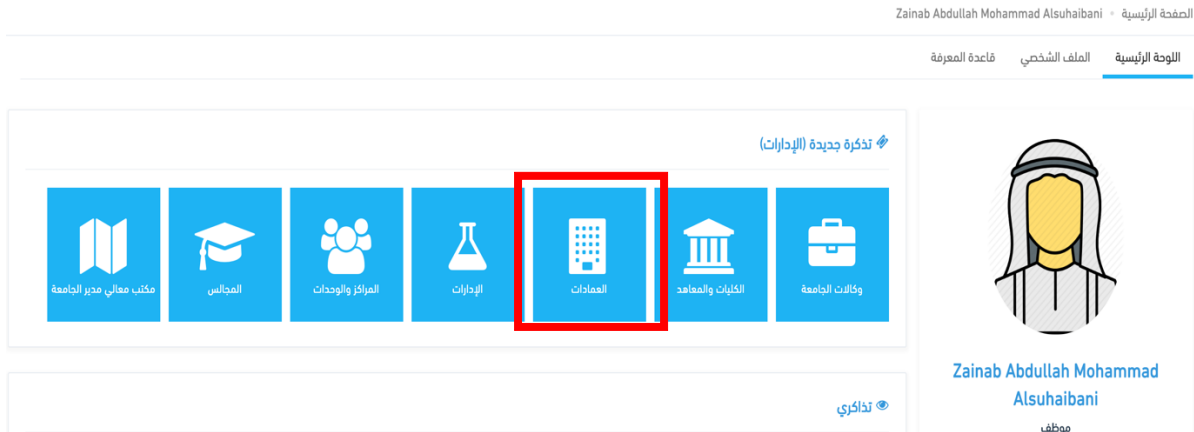 الصفحة الرئيسية • Zainab Abdullah Mohammad Alsuhaibani
اللوحة الرئيسية الملف الشخصي قاعدة المعرفة
تذكرة جديدة (الإدارات)
وكالات الجامعة
الكليات والمعاهد
العمادات
الإدارات
المراكز والوحدات
المجالس
مكتب معالي مدير الجامعة
Zainab Abdullah Mohammad
Alsuhaibani
موظف
تذاكري